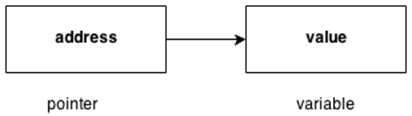 address
value
pointer
variable